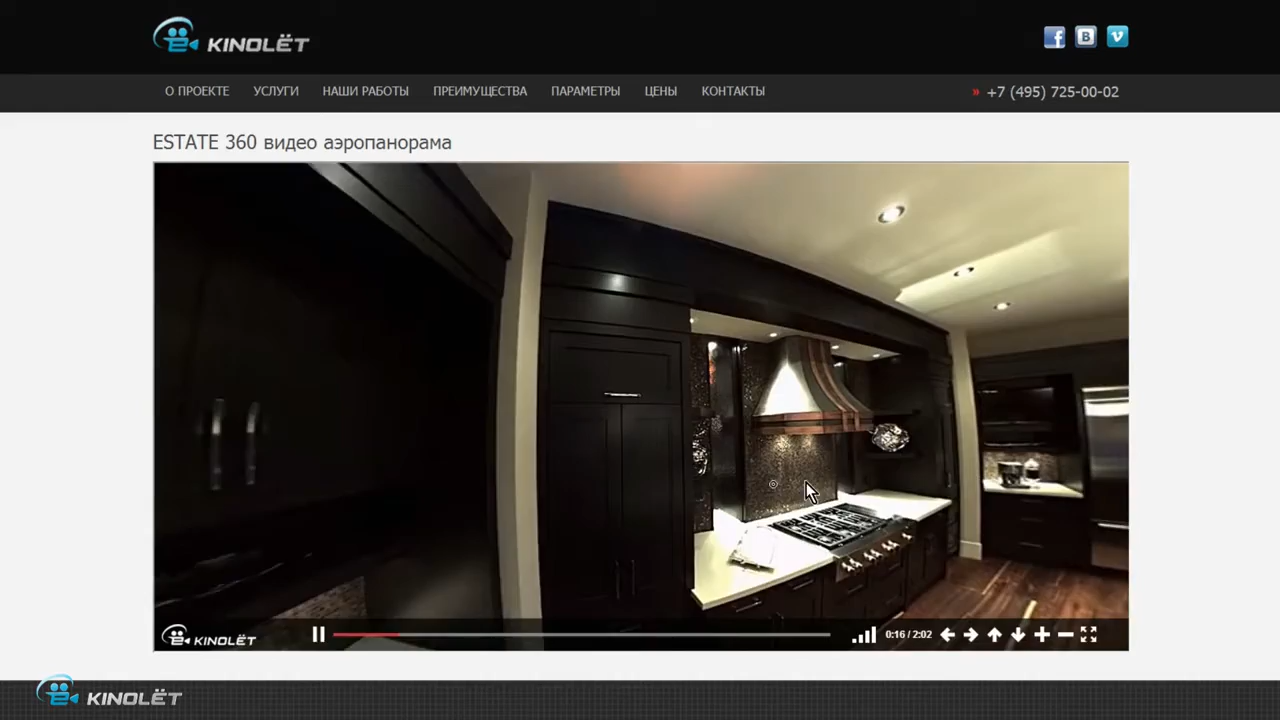 KINOLЁT
О ПРОЕКТЕ УСЛУГИ НАШИ РАБОТЫ ПРЕИМУЩЕСТВА ПАРАМЕТРЫ ЦЕНЫ КОНТАКТЫ » +7 (495) 725-00-02
ESTATE 360 видео аэропанорама
KINOLЁT 0:16 / 2:02
KINOLЁT